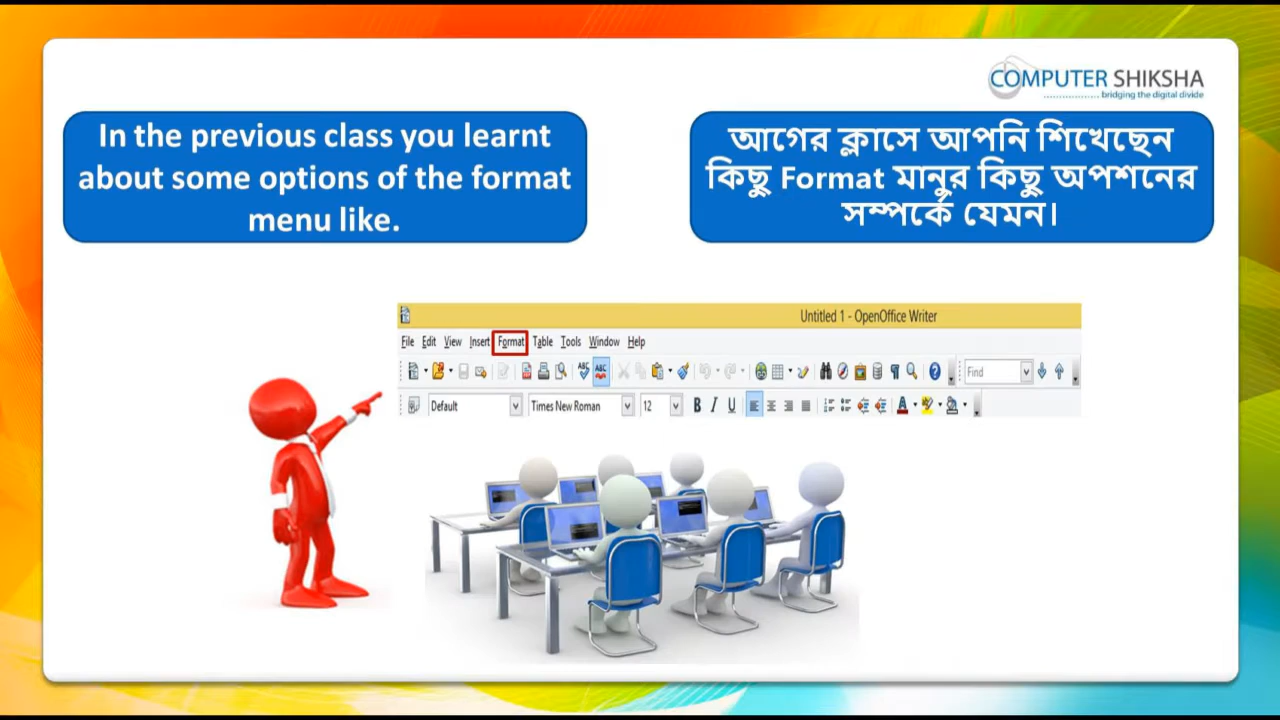 COMPUTER SHIKSHA
bridging the digital divide
In the previous class you learnt
about some options of the format
menu like.
আগের ক্লাসে আপনি শিখেছেন
কিছু Format মানুর কিছু অপশনের
সম্পর্কে যেমন।
Untitled 1 - OpenOffice Writer
File Edit View Insert Format Table Tools Window Help
ABC ABC Find
Default Times New Roman 12 B I U A